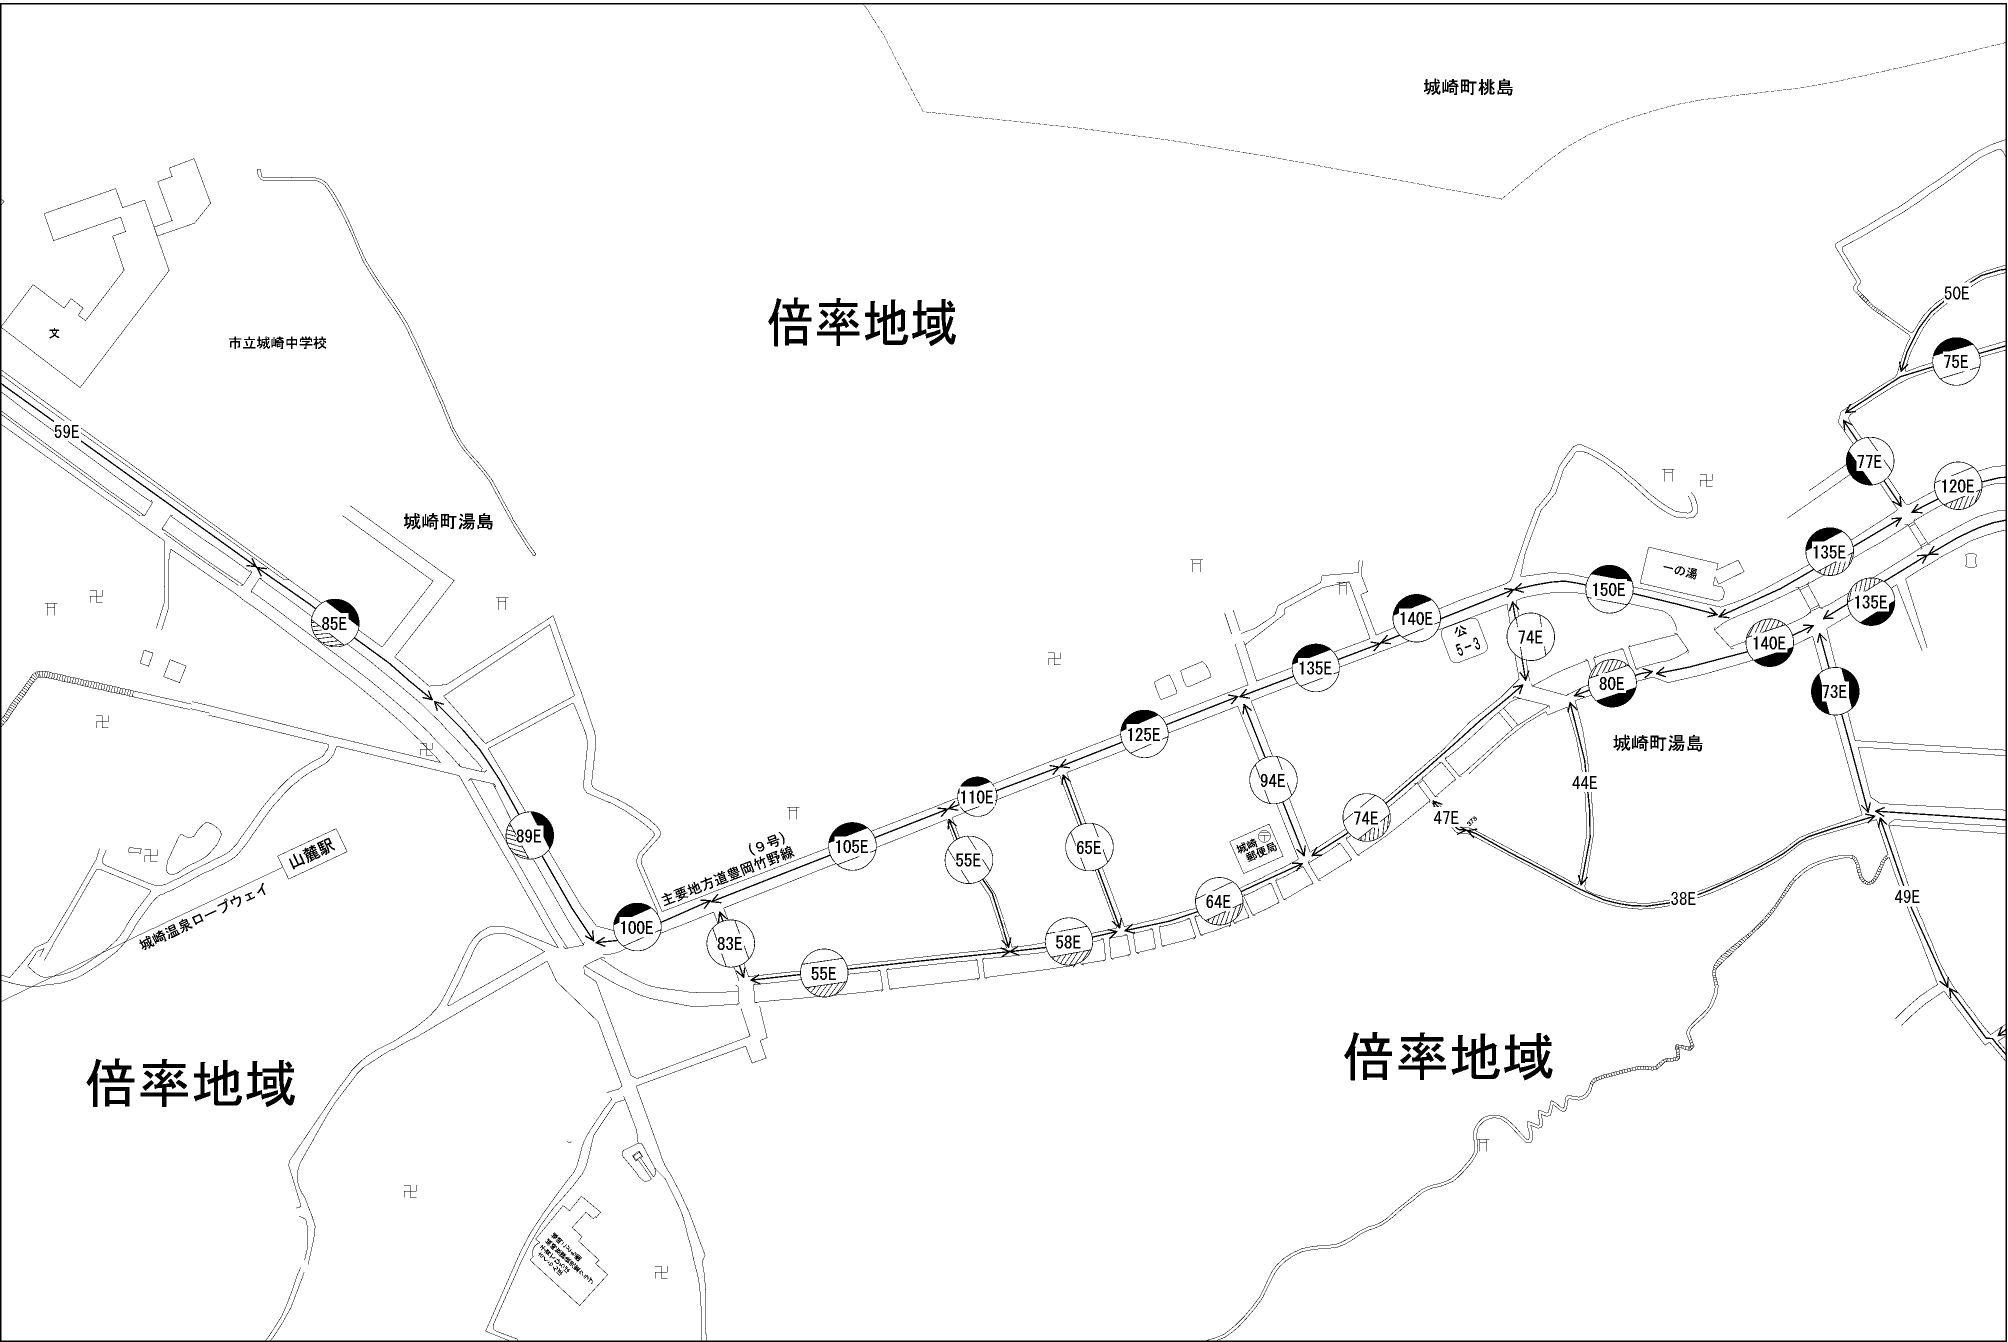 城崎町桃島
50E
倍率地域
文
市立城崎中学校
75E
59E
77E
120E
城崎町湯島
135E
一の湯
150E
135E
85E
140E
74E
公
5-3
140E
135E
80E
73E
125E
城崎町湯島
94E
44E
110E
74E
47E
89E
(9号)
主要地方道豊岡竹野線
105E
65E
55E
城崎
郵便局
山麓駅
城崎温泉ロープウェイ
64E
38E
49E
100E
83E
58E
55E
倍率地域
倍率地域